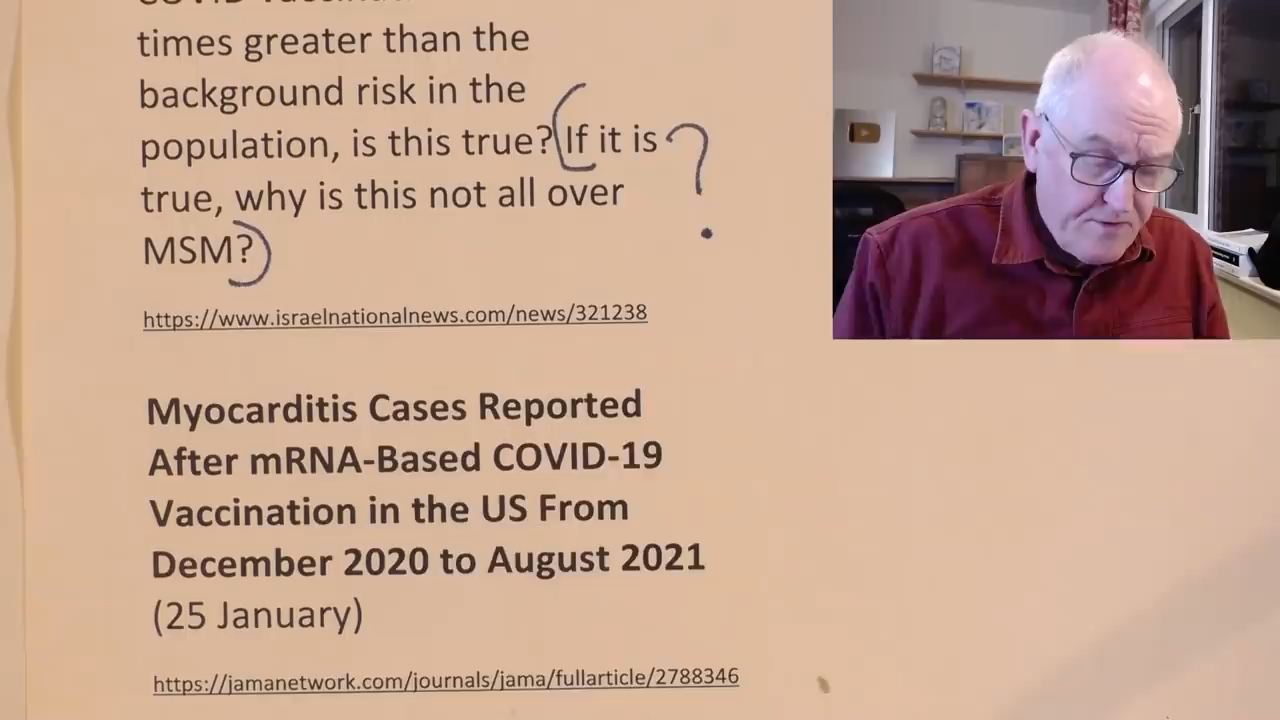 times greater than the
background risk in the
population, is this true? (If it is ?
true, why is this not all over
MSM?)
https://www.israelnationalnews.com/news/321238
Myocarditis Cases Reported
After mRNA-Based COVID-19
Vaccination in the US From
December 2020 to August 2021
(25 January)
https://jamanetwork.com/journals/jama/fullarticle/2788346